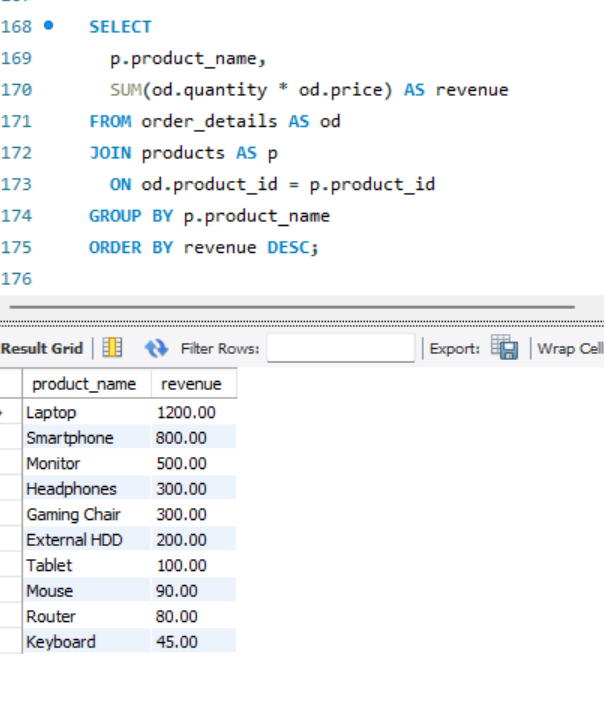 168 SELECT
169 p.product_name,
170 SUM(od.quantity * od.price) AS revenue
171 FROM order_details AS od
172 JOIN products AS p
173 ON od.product_id = p.product_id
174 GROUP BY p.product_name
175 ORDER BY revenue DESC;
176
Result Grid Filter Rows: Export: Wrap Cell
product_name revenue
Laptop 1200.00
Smartphone 800.00
Monitor 500.00
Headphones 300.00
Gaming Chair 300.00
External HDD 200.00
Tablet 100.00
Mouse 90.00
Router 80.00
Keyboard 45.00